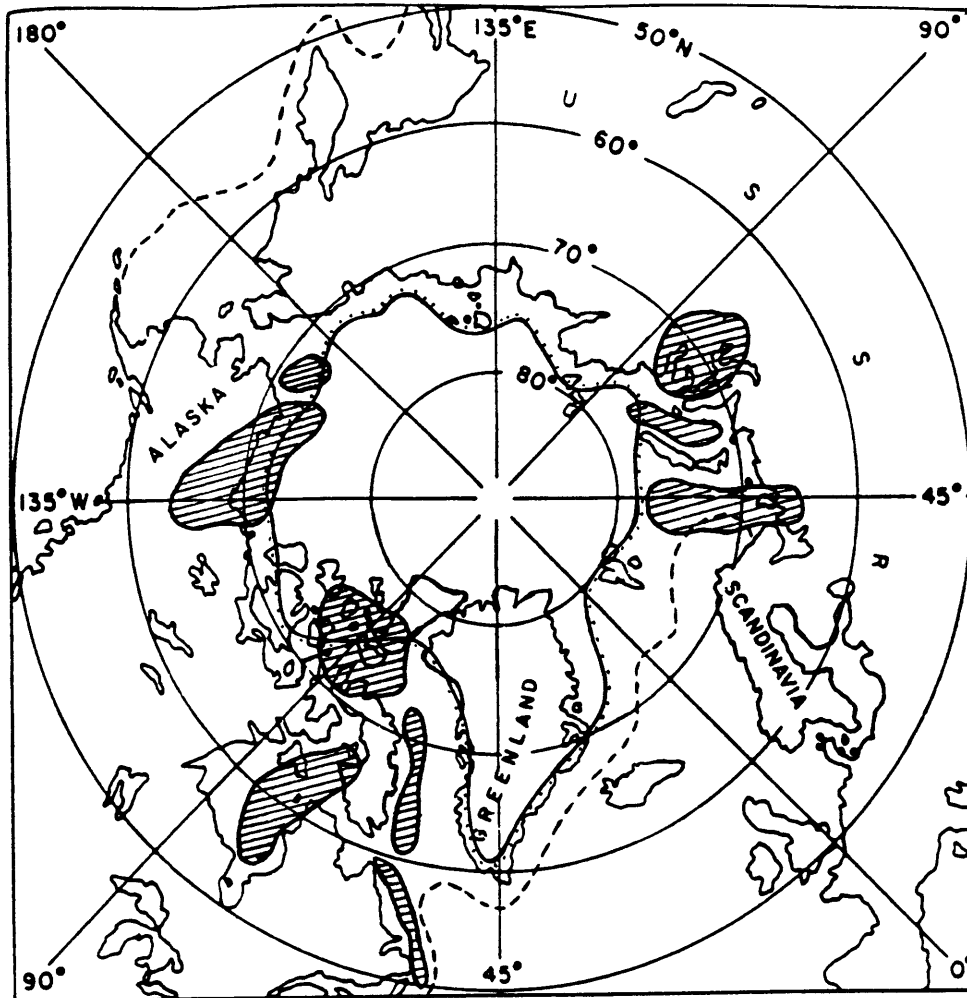 180°
135°E
50°N
90°
U
S
S
R
60°
70°
80°
ALASKA
135°W
45°
SCANDINAVIA
GREENLAND
90°
45°
0°